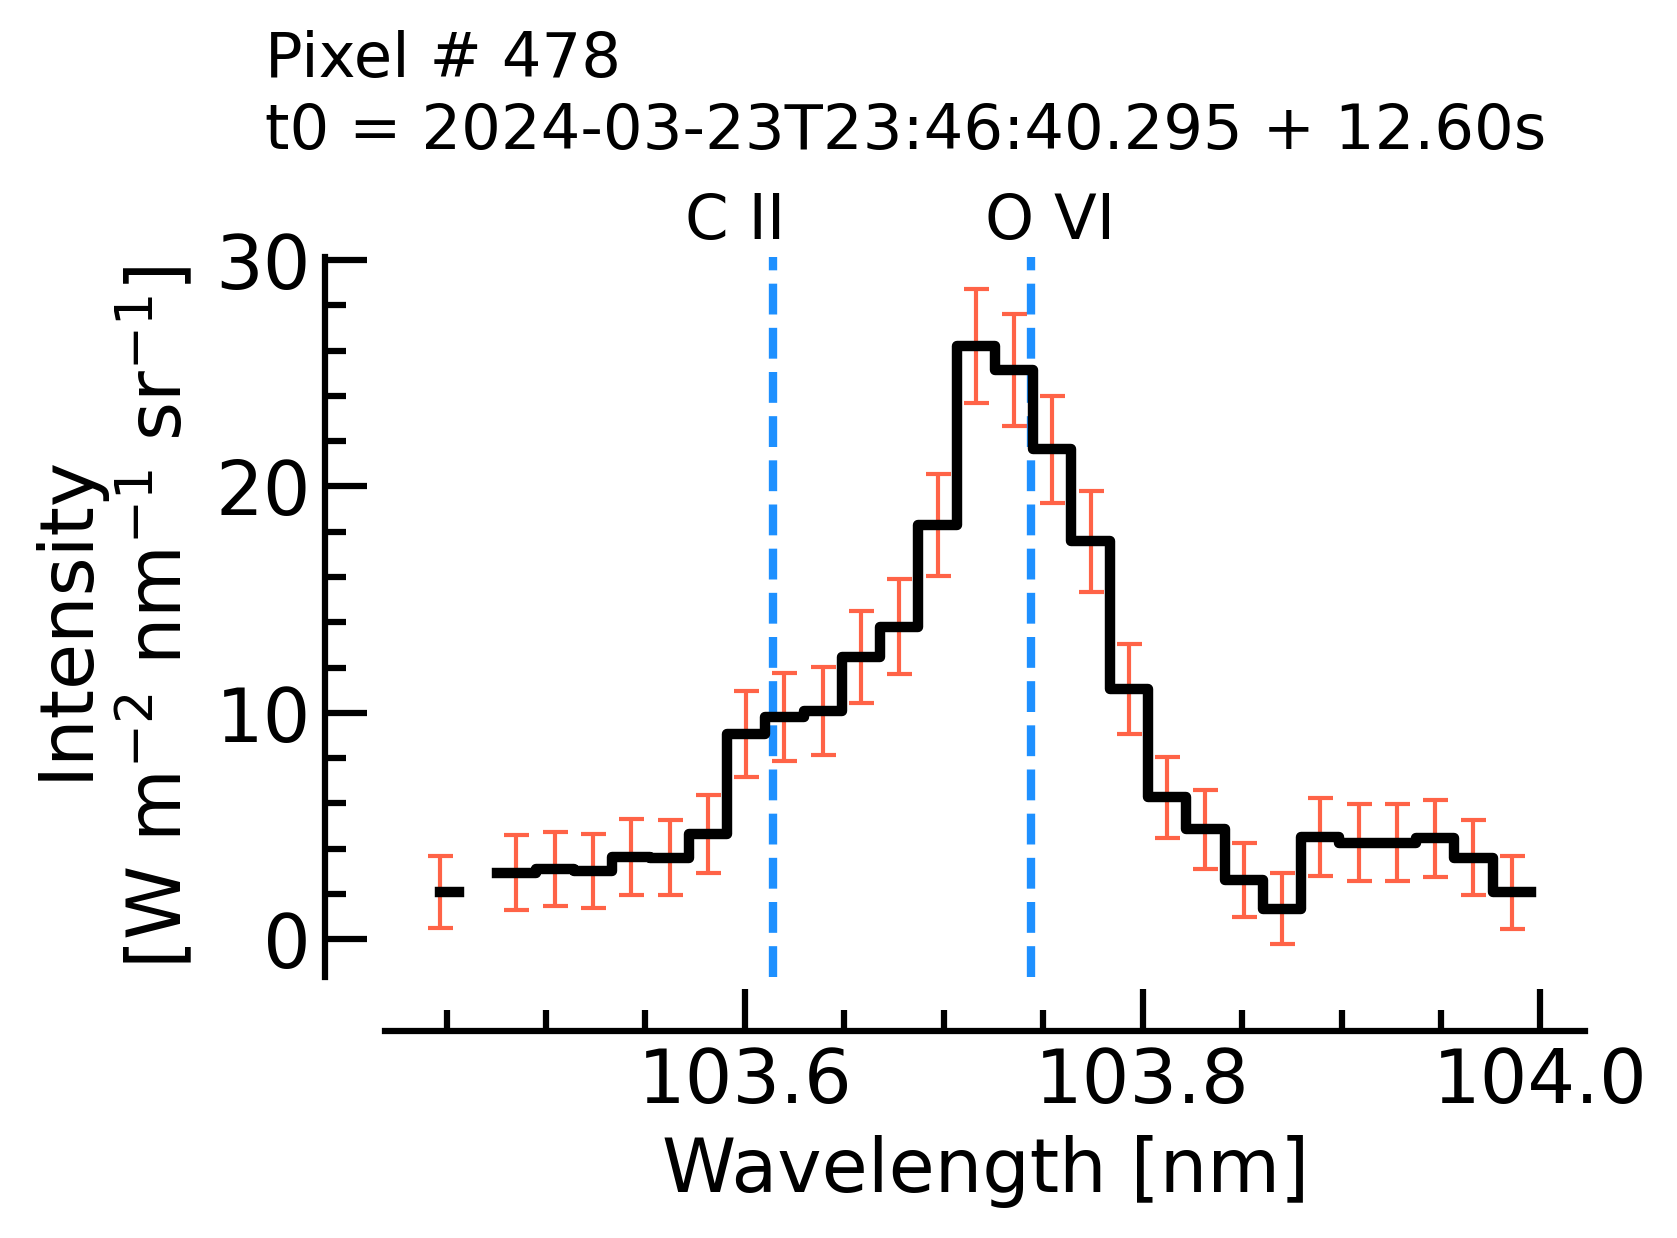 Pixel # 478
t0 = 2024-03-23T23:46:40.295 + 12.60s
C II O VI
Intensity
[W m⁻² nm⁻¹ sr⁻¹]
30
20
10
0
103.6 103.8 104.0
Wavelength [nm]